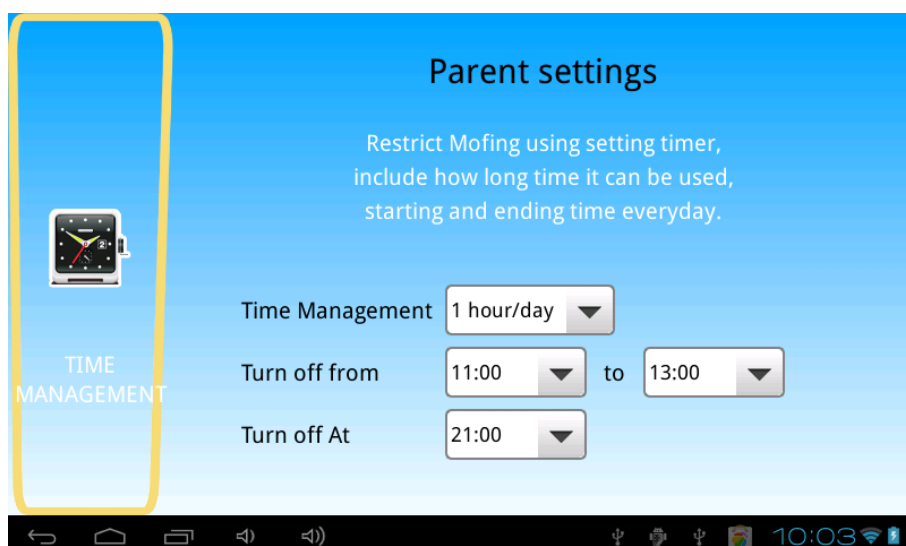 Parent settings
Restrict Mofing using setting timer,
include how long time it can be used,
starting and ending time everyday.
2
TIME
MANAGEMENT
Time Management 1 hour/day
Turn off from 11:00 to 13:00
Turn off At 21:00
10:03